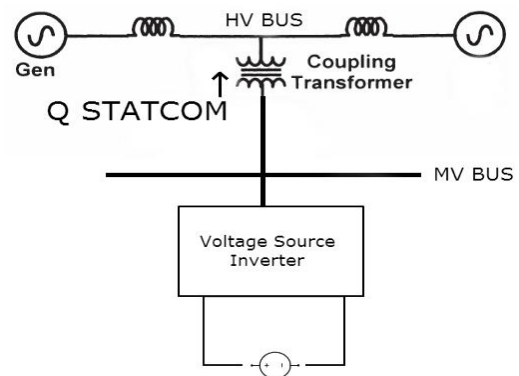 HV BUS
Gen
Coupling
Transformer
Q STATCOM
MV BUS
Voltage Source
Inverter
+